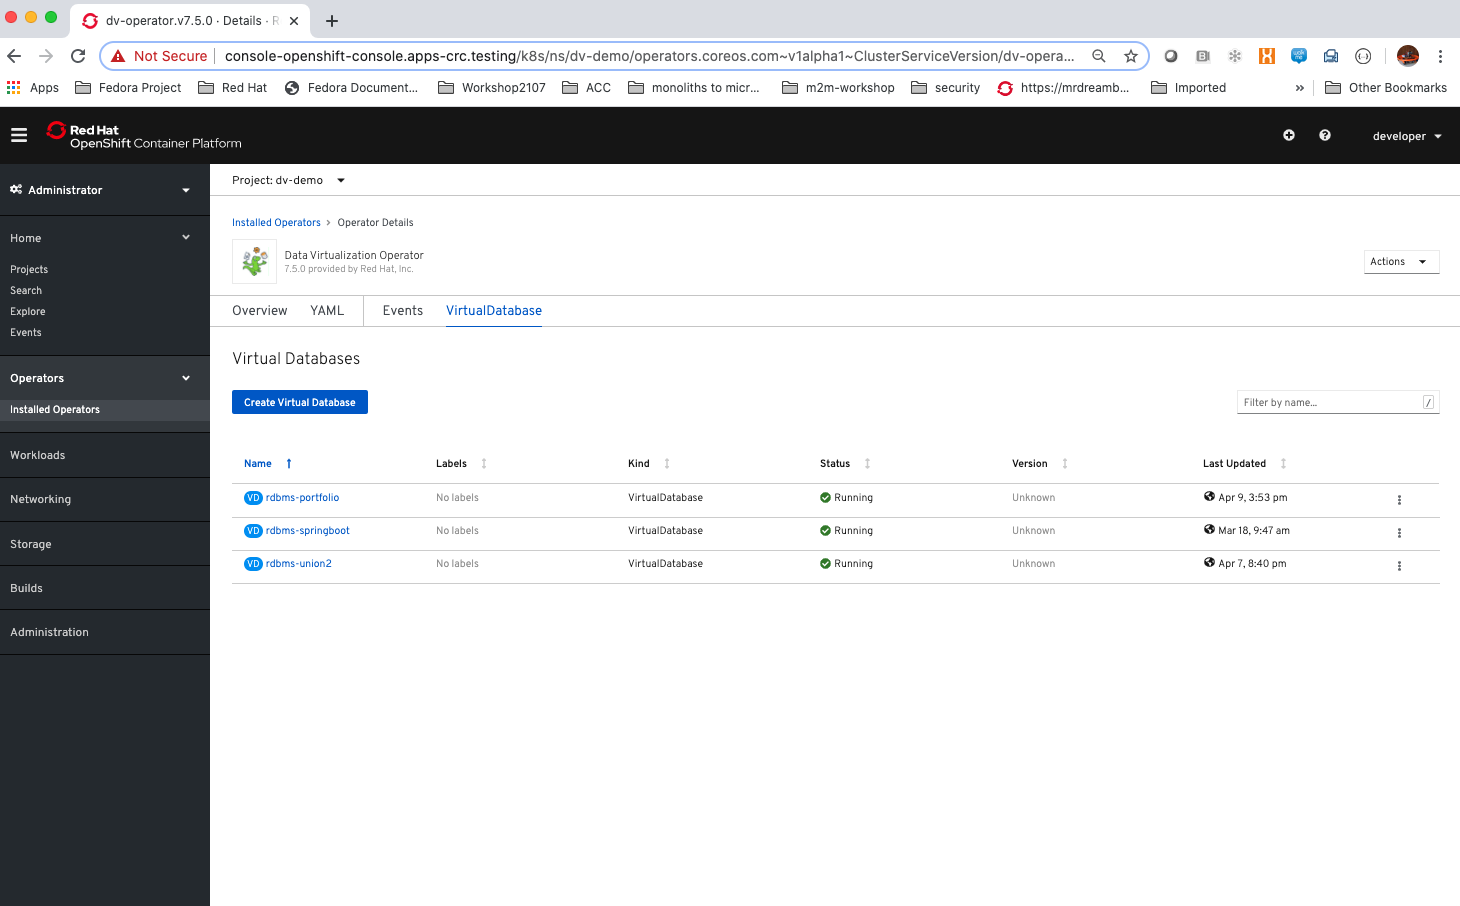 dv-operator.v7.5.0 · Details · R
Not Secure
console-openshift-console.apps-crc.testing/k8s/ns/dv-demo/operators.coreos.com~v1alpha1~ClusterServiceVersion/dv-opera...
Apps Fedora Project Red Hat Fedora Document... Workshop2107 ACC monoliths to micr... m2m-workshop security https://mrdreamb... Imported » Other Bookmarks
Red Hat
OpenShift Container Platform
developer
Administrator
Home
Projects
Search
Explore
Events
Operators
Installed Operators
Workloads
Networking
Storage
Builds
Administration
Project: dv-demo
Installed Operators > Operator Details
Data Virtualization Operator
7.5.0 provided by Red Hat, Inc.
Actions
Overview YAML Events VirtualDatabase
Virtual Databases
Create Virtual Database
Filter by name... /
Name Labels Kind Status Version Last Updated
VD rdbms-portfolio No labels VirtualDatabase Running Unknown Apr 9, 3:53 pm
VD rdbms-springboot No labels VirtualDatabase Running Unknown Mar 18, 9:47 am
VD rdbms-union2 No labels VirtualDatabase Running Unknown Apr 7, 8:40 pm